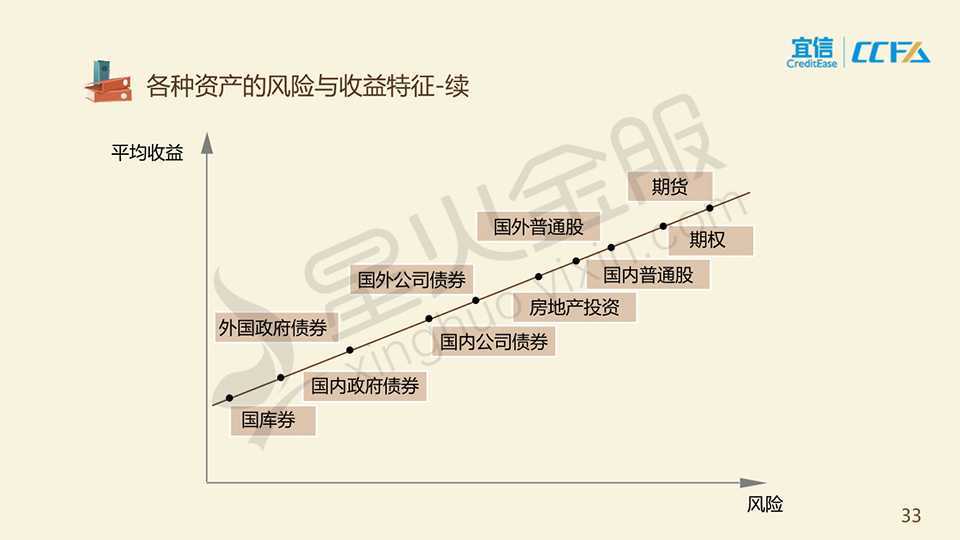 宜信
CreditEase
CCFA
各种资产的风险与收益特征-续
平均收益
期货
国外普通股
期权
国外公司债券
国内普通股
房地产投资
外国政府债券
国内公司债券
国内政府债券
国库券
风险
星火金服
xinghuo.yixin.com
33